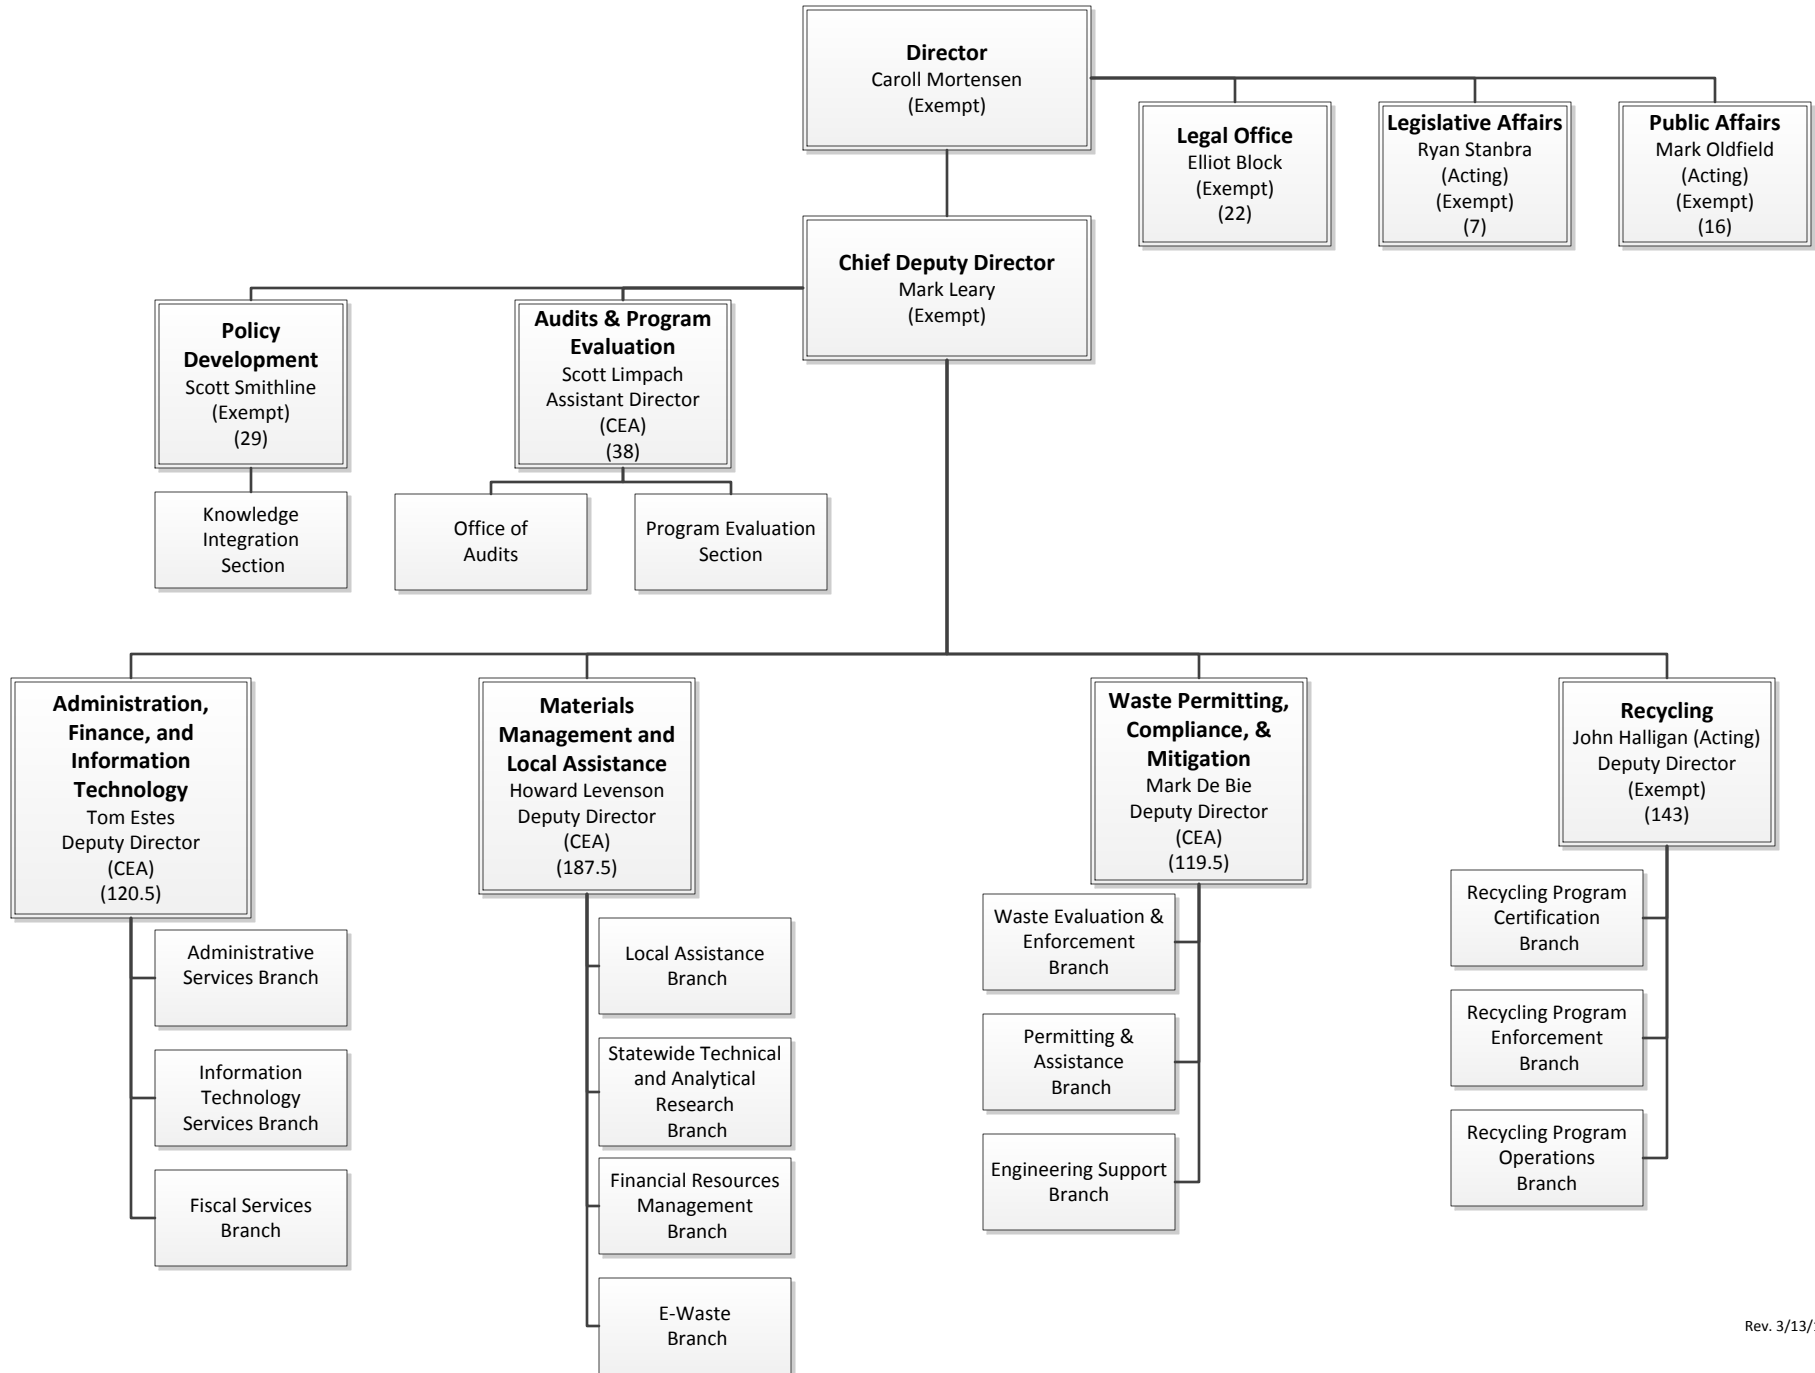 Director
Caroll Mortensen
(Exempt)
Legal Office
Elliot Block
(Exempt)
(22)
Legislative Affairs
Ryan Stanbra
(Acting)
(Exempt)
(7)
Public Affairs
Mark Oldfield
(Acting)
(Exempt)
(16)
Chief Deputy Director
Mark Leary
(Exempt)
Policy
Development
Scott Smithline
(Exempt)
(29)
Audits & Program
Evaluation
Scott Limpach
Assistant Director
(CEA)
(38)
Knowledge
Integration
Section
Office of
Audits
Program Evaluation
Section
Administration,
Finance, and
Information
Technology
Tom Estes
Deputy Director
(CEA)
(120.5)
Administrative
Services Branch
Information
Technology
Services Branch
Fiscal Services
Branch
Materials
Management and
Local Assistance
Howard Levenson
Deputy Director
(CEA)
(187.5)
Local Assistance
Branch
Statewide Technical
and Analytical
Research
Branch
Financial Resources
Management
Branch
E-Waste
Branch
Waste Permitting,
Compliance, &
Mitigation
Mark De Bie
Deputy Director
(CEA)
(119.5)
Waste Evaluation &
Enforcement
Branch
Permitting &
Assistance
Branch
Engineering Support
Branch
Recycling
John Halligan (Acting)
Deputy Director
(Exempt)
(143)
Recycling Program
Certification
Branch
Recycling Program
Enforcement
Branch
Recycling Program
Operations
Branch
Rev. 3/13/